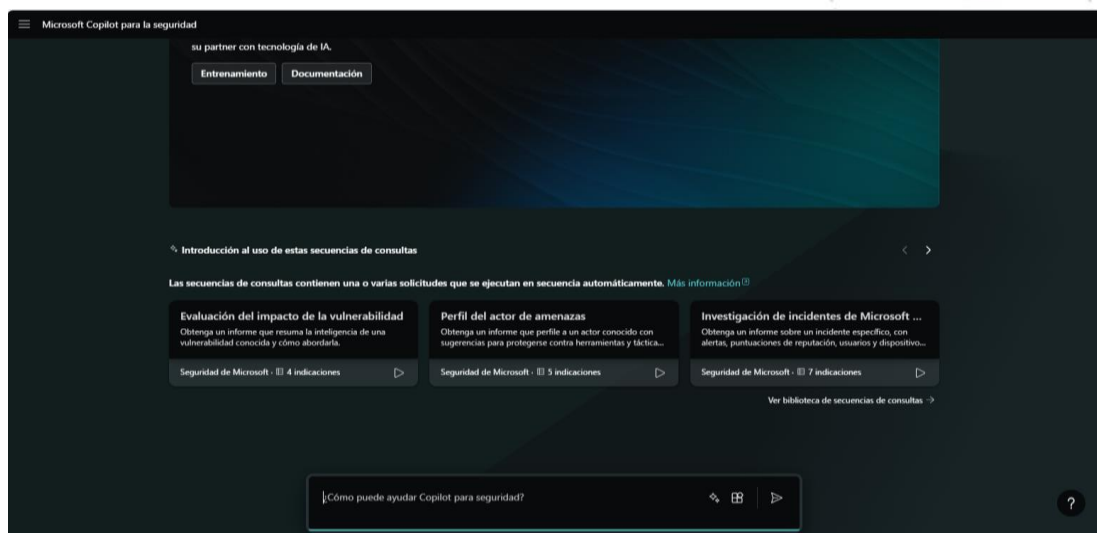 Microsoft Copilot para la seguridad
su partner con tecnología de IA.
Entrenamiento
Documentación
Introducción al uso de estas secuencias de consultas
Las secuencias de consultas contienen una o varias solicitudes que se ejecutan en secuencia automáticamente. Más información
Evaluación del impacto de la vulnerabilidad
Obtenga un informe que resuma la inteligencia de una
vulnerabilidad conocida y cómo abordarla.
Seguridad de Microsoft · 4 indicaciones
Perfil del actor de amenazas
Obtenga un informe que perfile a un actor conocido con
sugerencias para protegerse contra herramientas y táctica...
Seguridad de Microsoft · 5 indicaciones
Investigación de incidentes de Microsoft ...
Obtenga un informe sobre un incidente específico, con
alertas, puntuaciones de reputación, usuarios y dispositivo...
Seguridad de Microsoft · 7 indicaciones
Ver biblioteca de secuencias de consultas →
¿Cómo puede ayudar Copilot para seguridad?
?